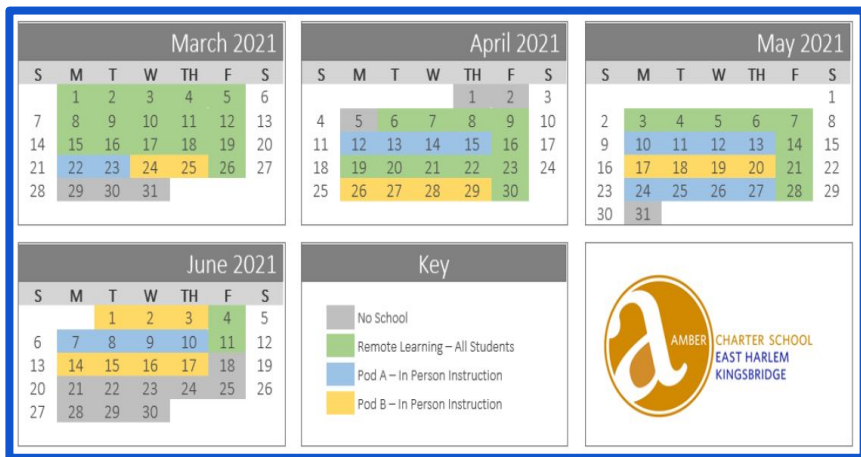 March 2021
S M T W TH F S
1 2 3 4 5 6
7 8 9 10 11 12 13
14 15 16 17 18 19 20
21 22 23 24 25 26 27
28 29 30 31
April 2021
S M T W TH F S
1 2 3
4 5 6 7 8 9 10
11 12 13 14 15 16 17
18 19 20 21 22 23 24
25 26 27 28 29 30
May 2021
S M T W TH F S
1
2 3 4 5 6 7 8
9 10 11 12 13 14 15
16 17 18 19 20 21 22
23 24 25 26 27 28 29
30 31
June 2021
S M T W TH F S
1 2 3 4 5
6 7 8 9 10 11 12
13 14 15 16 17 18 19
20 21 22 23 24 25 26
27 28 29 30
Key
No School
Remote Learning – All Students
Pod A – In Person Instruction
Pod B – In Person Instruction
a
AMBER CHARTER SCHOOL
EAST HARLEM
KINGSBRIDGE